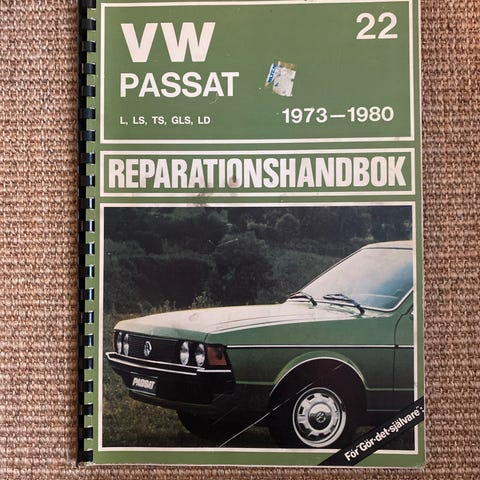 VW
22
PASSAT
L, LS, TS, GLS, LD
1973—1980
REPARATIONSHANDBOK
PASSAT
För "Gör-det-självare"